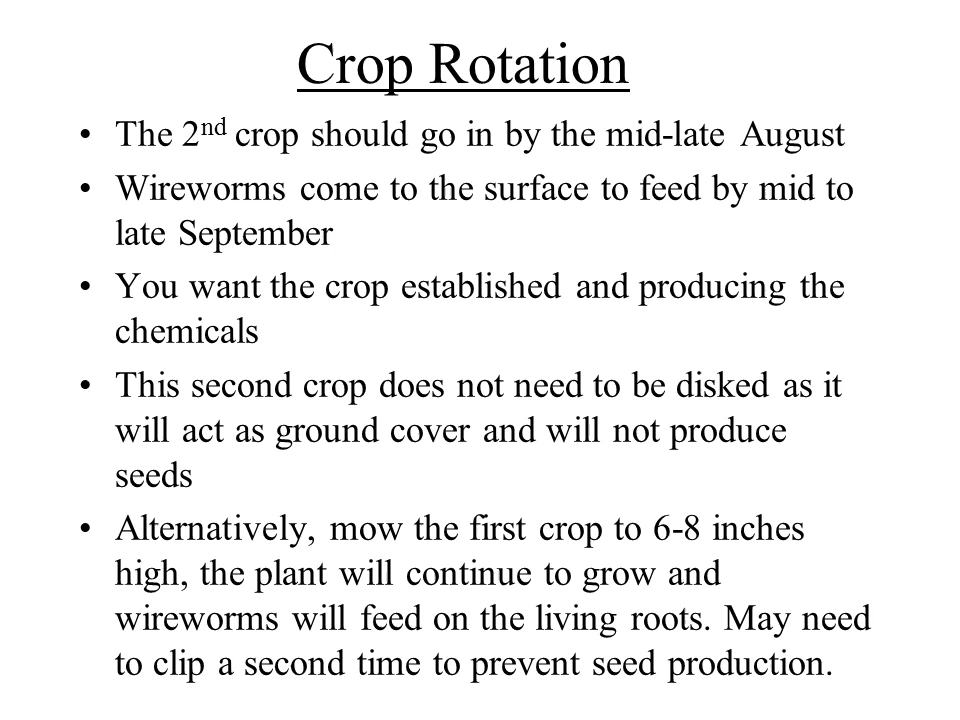 Crop Rotation
• The 2nd crop should go in by the mid-late August
• Wireworms come to the surface to feed by mid to
late September
• You want the crop established and producing the
chemicals
• This second crop does not need to be disked as it
will act as ground cover and will not produce
seeds
• Alternatively, mow the first crop to 6-8 inches
high, the plant will continue to grow and
wireworms will feed on the living roots. May need
to clip a second time to prevent seed production.